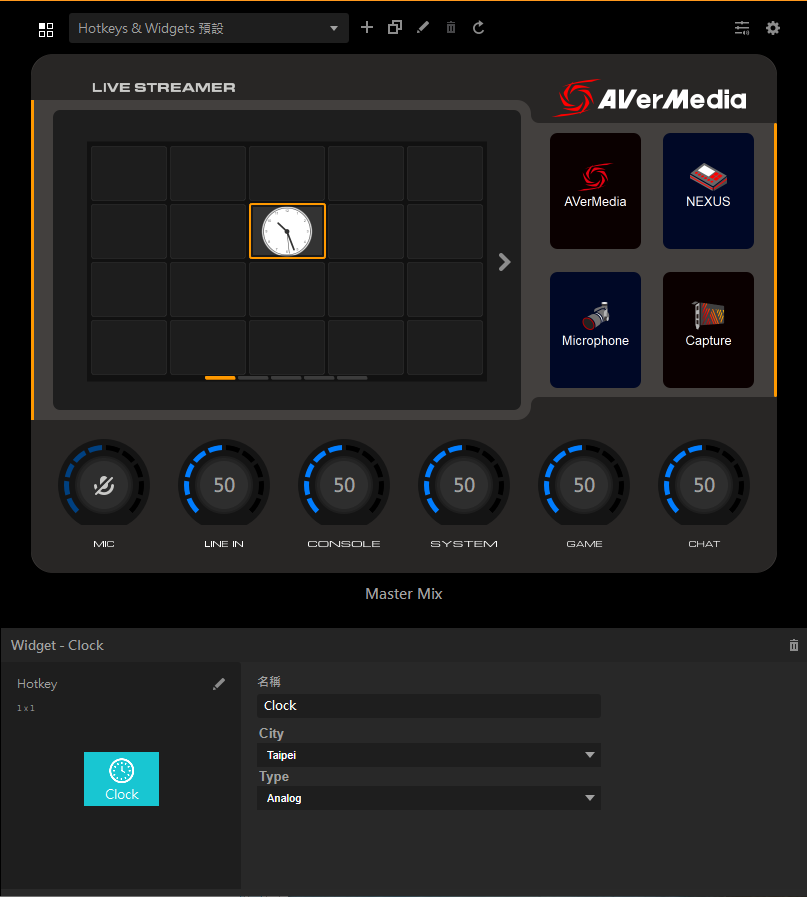 Hotkeys & Widgets 預設
LIVE STREAMER
AVerMedia
AVerMedia
NEXUS
Microphone
Capture
50
50
50
50
50
MIC
LINE IN
CONSOLE
SYSTEM
GAME
CHAT
Master Mix
Widget - Clock
Hotkey
1 x 1
Clock
名稱
Clock
City
Taipei
Type
Analog